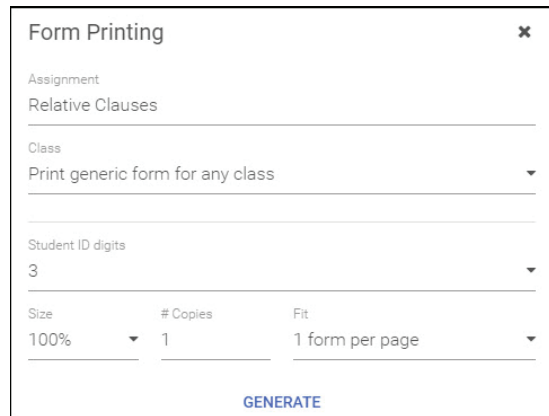 Form Printing
Assignment
Relative Clauses
Class
Print generic form for any class
Student ID digits
3
Size # Copies Fit
100% 1 1 form per page
GENERATE